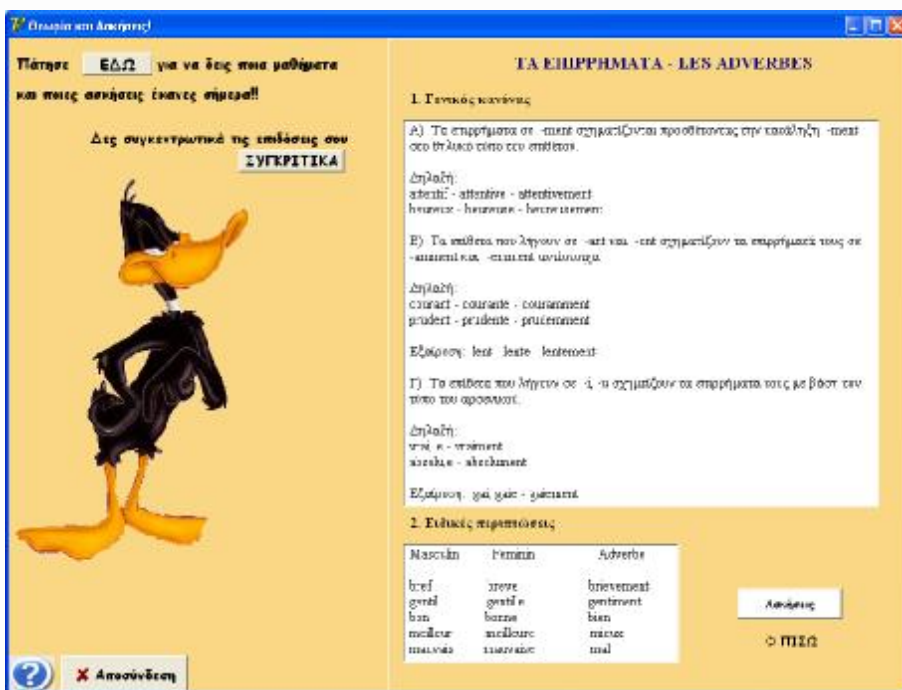 Θεωρία και Ασκήσεις!
Πάτησε ΕΔΩ για να δεις ποια μαθήματα
και ποιες ασκήσεις έκανες σήμερα!!
Δες συγκεντρωτικά τις επιδόσεις σου
ΣΥΓΚΡΙΤΙΚΑ
Αποσύνδεση
ΤΑ ΕΠΙΡΡΗΜΑΤΑ - LES ADVERBES
1. Γενικός κανόνας
Α) Τα επιρρήματα σε -ment σχηματίζονται προσθέτοντας την κατάληξη -ment
στο θηλυκό τύπο του επιθέτου.
Δηλαδή:
attentif - attentive - attentivement
heureux - heureuse - heureusement
Β) Τα επίθετα που λήγουν σε -ant και -ent σχηματίζουν τα επιρρήματά τους σε
-amment και -emment αντίστοιχα.
Δηλαδή:
courant - courante - couramment
prudent - prudente - prudemment
Εξαίρεση: lent lente lentement
Γ) Τα επίθετα που λήγουν σε -i, -u σχηματίζουν τα επιρρήματα τους με βάση τον
τύπο του αρσενικού.
Δηλαδή:
vrai, e - vraiment
absolu, e - absolument
Εξαίρεση: gai, gaie - gaiement
2. Ειδικές περιπτώσεις
Masculin Feminin Adverbe
bref breve brievement
gentil gentille gentiment
bon bonne bien
meilleur meilleure mieux
mauvais mauvaise mal
Ασκήσεις
ΠΙΣΩ